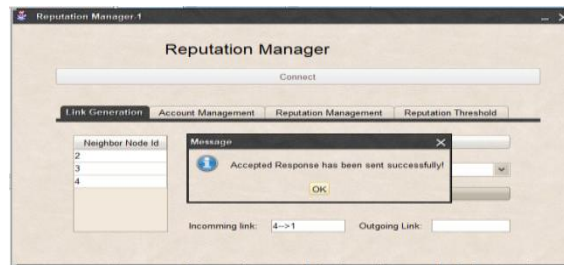 Reputation Manager-1
Reputation Manager
Connect
Link Generation Account Management Reputation Management Reputation Threshold
Neighbor Node Id
2
3
4
Message
Accepted Response has been sent successfully!
OK
Incomming link: 4-->1 Outgoing Link: